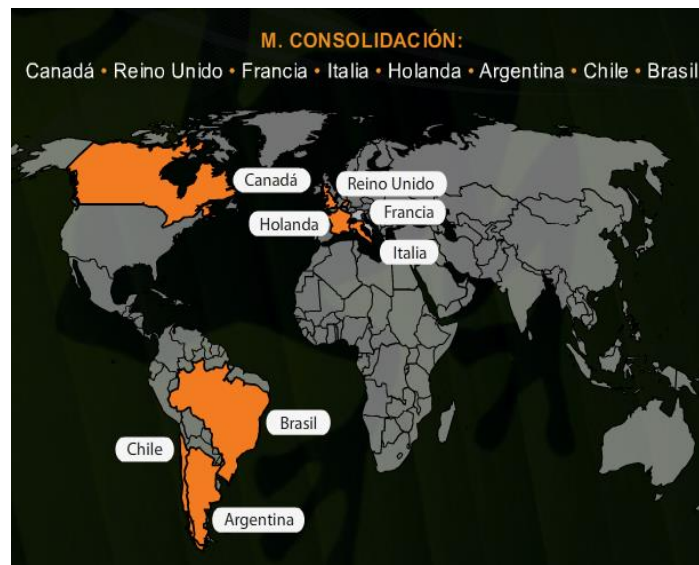 M. CONSOLIDACIÓN:
Canadá • Reino Unido • Francia • Italia • Holanda • Argentina • Chile • Brasil
Canadá
Reino Unido
Holanda
Francia
Italia
Brasil
Chile
Argentina